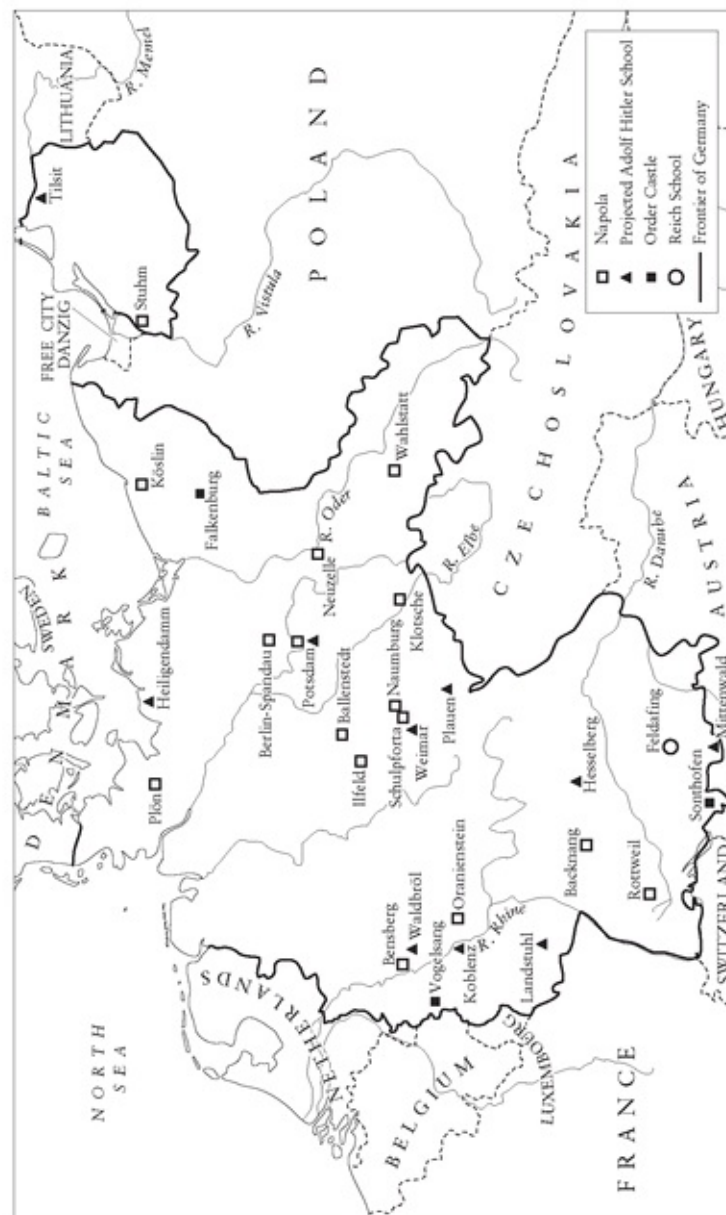 NORTH
SEA
DENMARK
SWEDEN
BALTIC
SEA
FREE CITY
DANZIG
LITHUANIA
R. Memel
Tilsit
Stuhm
Köslin
Falkenburg
Heiligendamm
Plön
R. Vistula
POLAND
NETHERLANDS
Berlin-Spandau
Potsdam
Neuzelle
R. Oder
Ballenstedt
Ilfeld
Wahlstatt
Bensberg
Waldbröl
Schulpforta
Naumburg
Weimar
Klotsche
R. Elbe
Vogelsang
BELGIUM
Oranienstein
Koblenz
R. Rhine
Plauen
LUXEMBOURG
Landstuhl
CZECHOSLOVAKIA
FRANCE
Hesselberg
Backnang
Rottweil
Feldafing
R. Danube
Sonthofen
Mittenwald
SWITZERLAND
AUSTRIA
HUNGARY
Napola
Projected Adolf Hitler School
Order Castle
Reich School
Frontier of Germany